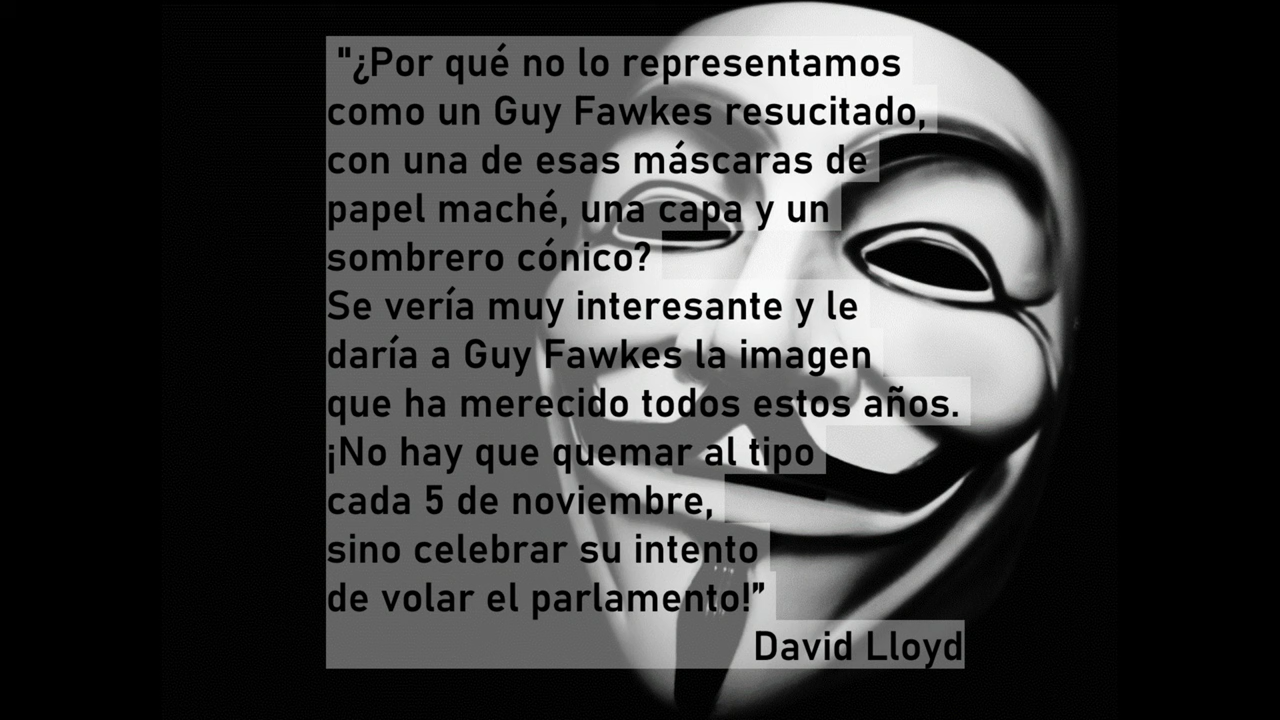 "¿Por qué no lo representamos
como un Guy Fawkes resucitado,
con una de esas máscaras de
papel maché, una capa y un
sombrero cónico?
Se vería muy interesante y le
daría a Guy Fawkes la imagen
que ha merecido todos estos años.
¡No hay que quemar al tipo
cada 5 de noviembre,
sino celebrar su intento
de volar el parlamento!”
David Lloyd